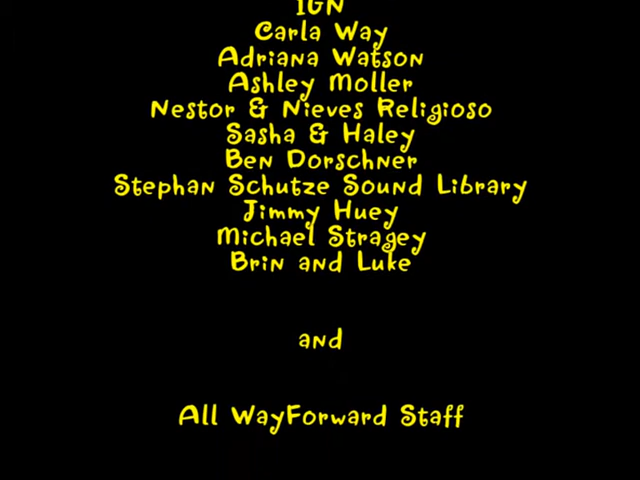 IGN
Carla Way
Adriana Watson
Ashley Moller
Nestor & Nieves Religioso
Sasha & Haley
Ben Dorschner
Stephan Schutze Sound Library
Jimmy Huey
Michael Stragey
Brin and Luke
and
All WayForward Staff